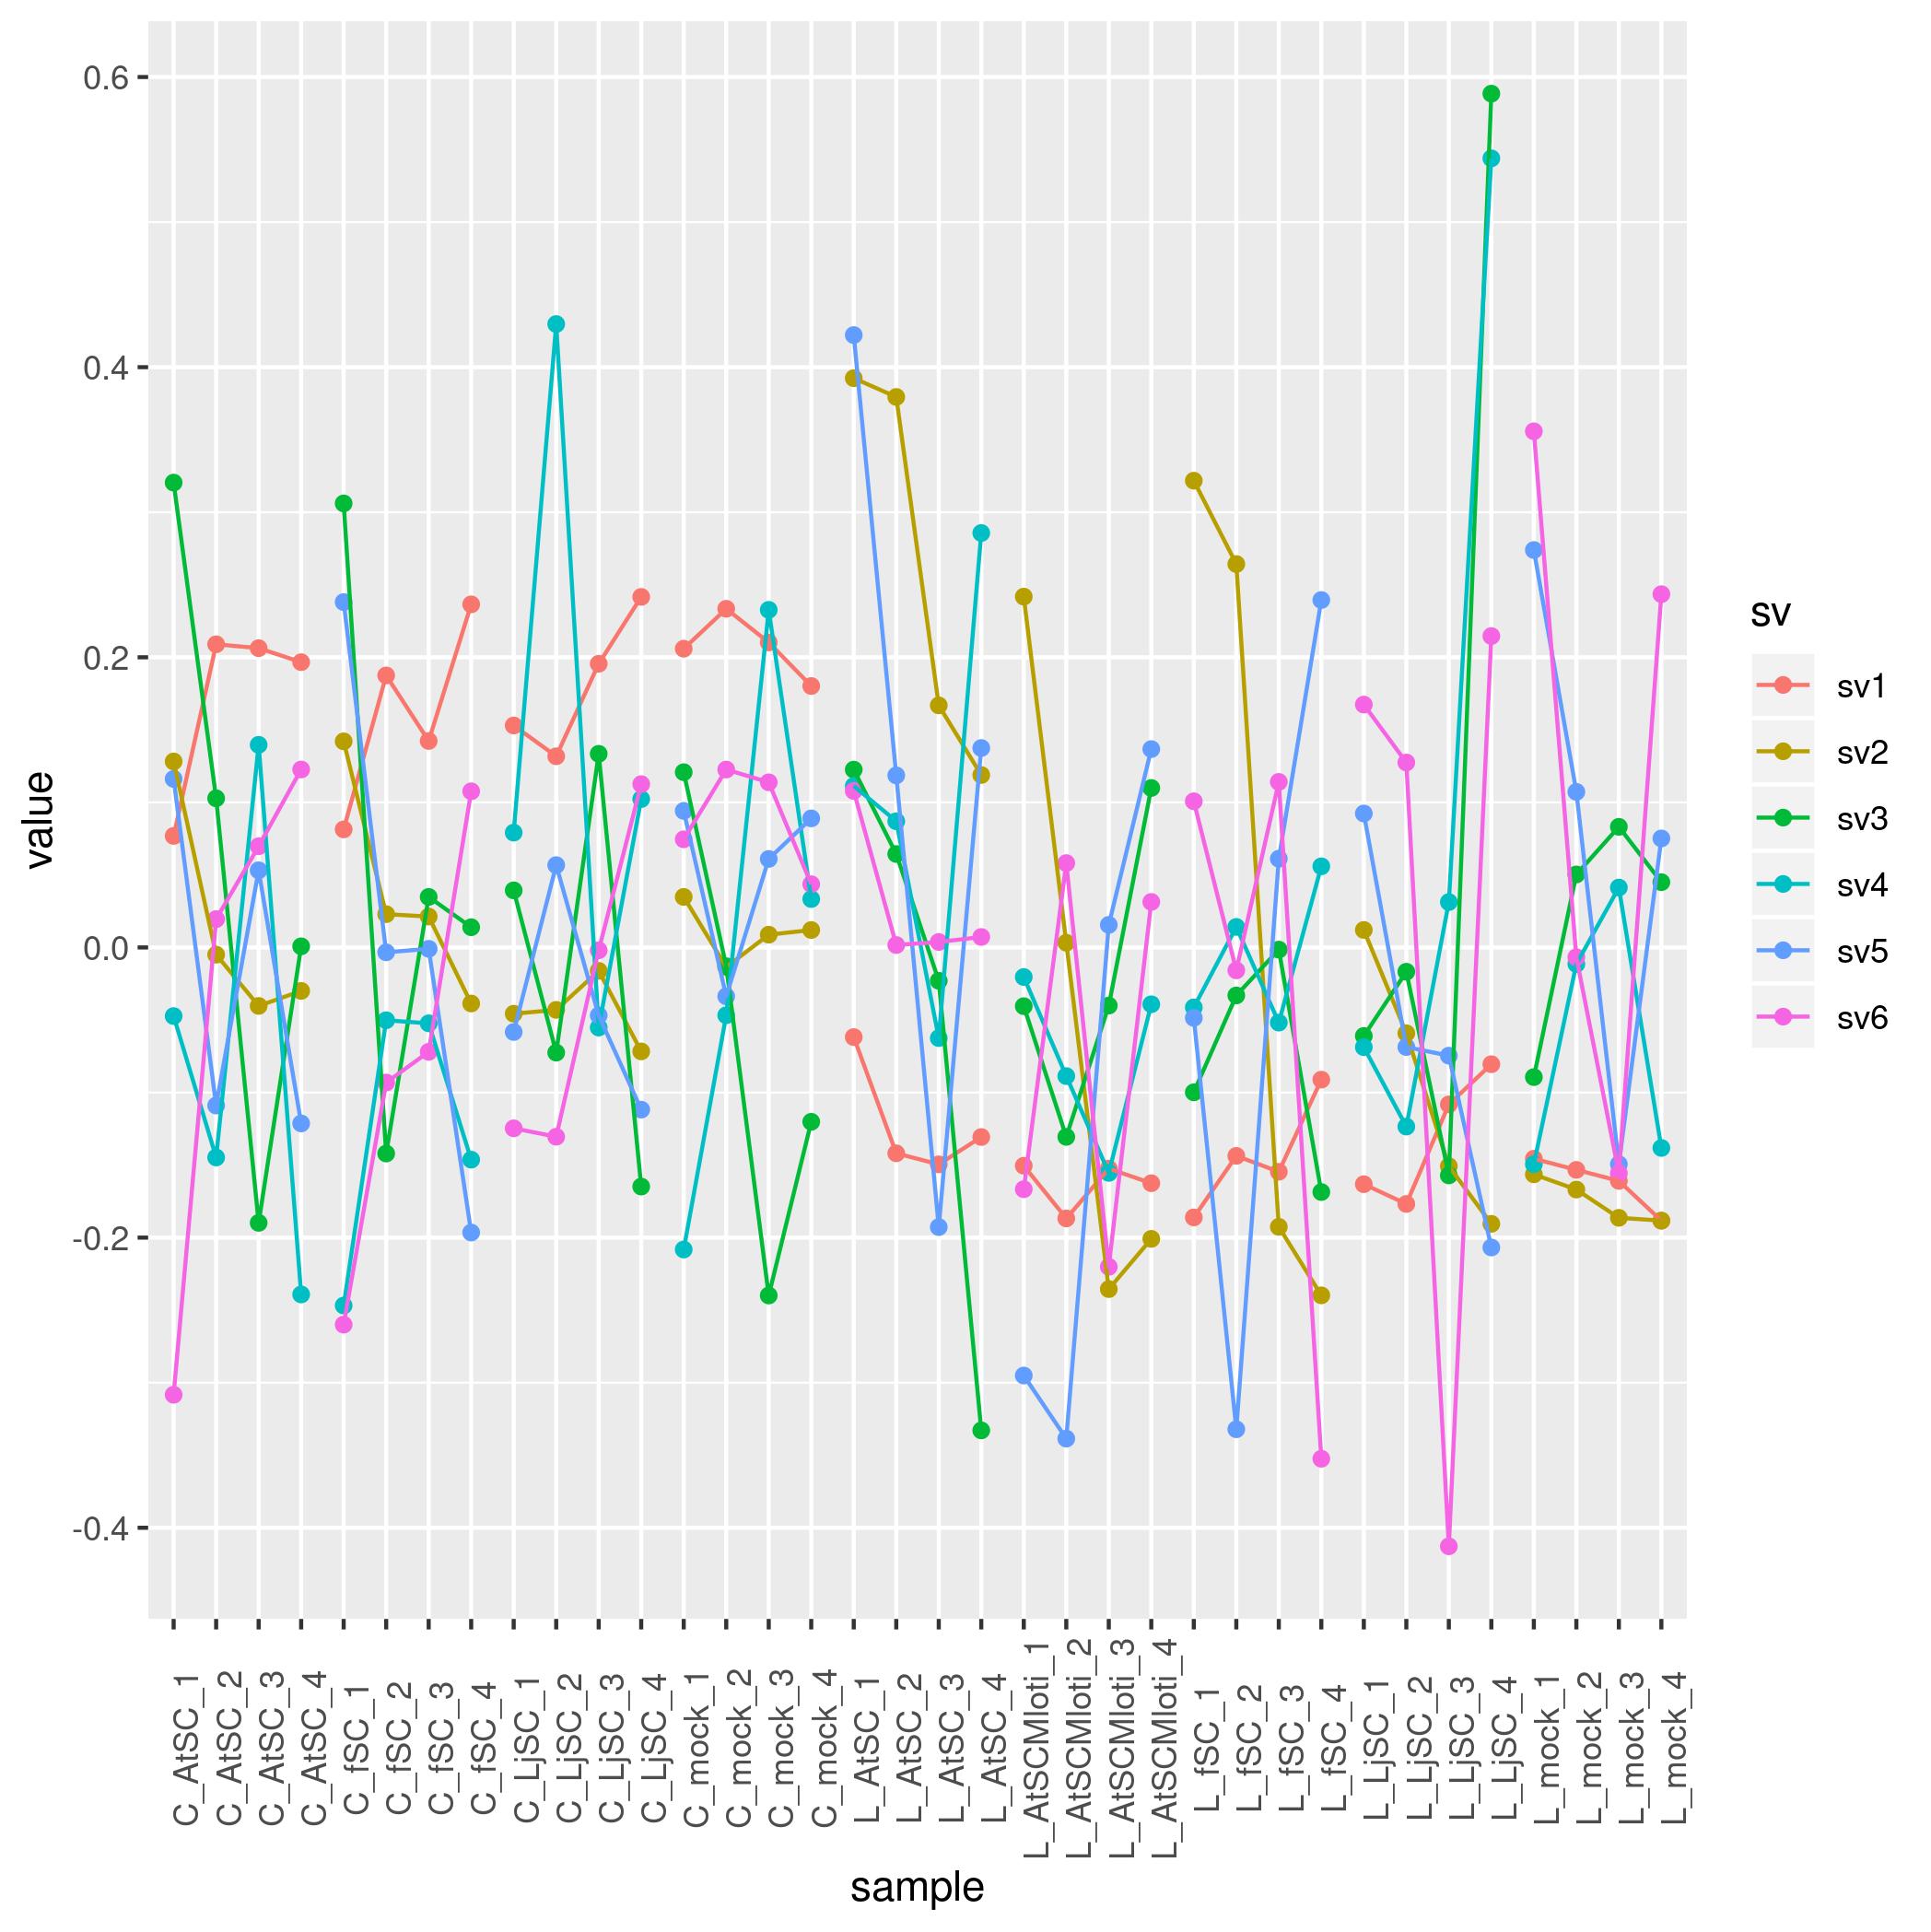 0.6
0.4
0.2
0.0
-0.2
-0.4
value
C_AtSC_1
C_AtSC_2
C_AtSC_3
C_AtSC_4
C_fSC_1
C_fSC_2
C_fSC_3
C_fSC_4
C_LjSC_1
C_LjSC_2
C_LjSC_3
C_LjSC_4
C_mock_1
C_mock_2
C_mock_3
C_mock_4
L_AtSC_1
L_AtSC_2
L_AtSC_3
L_AtSC_4
L_AtSCMloti_1
L_AtSCMloti_2
L_AtSCMloti_3
L_AtSCMloti_4
L_fSC_1
L_fSC_2
L_fSC_3
L_fSC_4
L_LjSC_1
L_LjSC_2
L_LjSC_3
L_LjSC_4
L_mock_1
L_mock_2
L_mock_3
L_mock_4
sample
sv
sv1
sv2
sv3
sv4
sv5
sv6